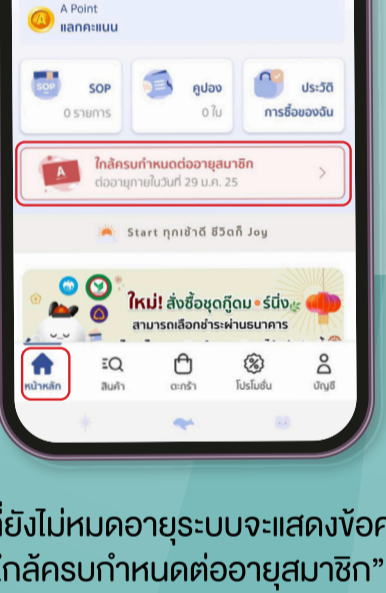 A Point
แลกคะแนน
SOP
SOP
0 รายการ
คูปอง
0 ใบ
ประวัติ
การซื้อของฉัน
A
ใกล้ครบกำหนดต่ออายุสมาชิก
ต่ออายุภายในวันที่ 29 ม.ค. 25
Start ทุกเช้าดี ชีวิตก็ Joy
ใหม่! สั่งซื้อชุดกู๊ดมอร์นิ่ง
สามารถเลือกชำระผ่านธนาคาร
หน้าหลัก
สินค้า
ตะกร้า
โปรโมชั่น
บัญชี
ที่ยังไม่หมดอายุระบบจะแสดงข้อค
ใกล้ครบกำหนดต่ออายุสมาชิก”